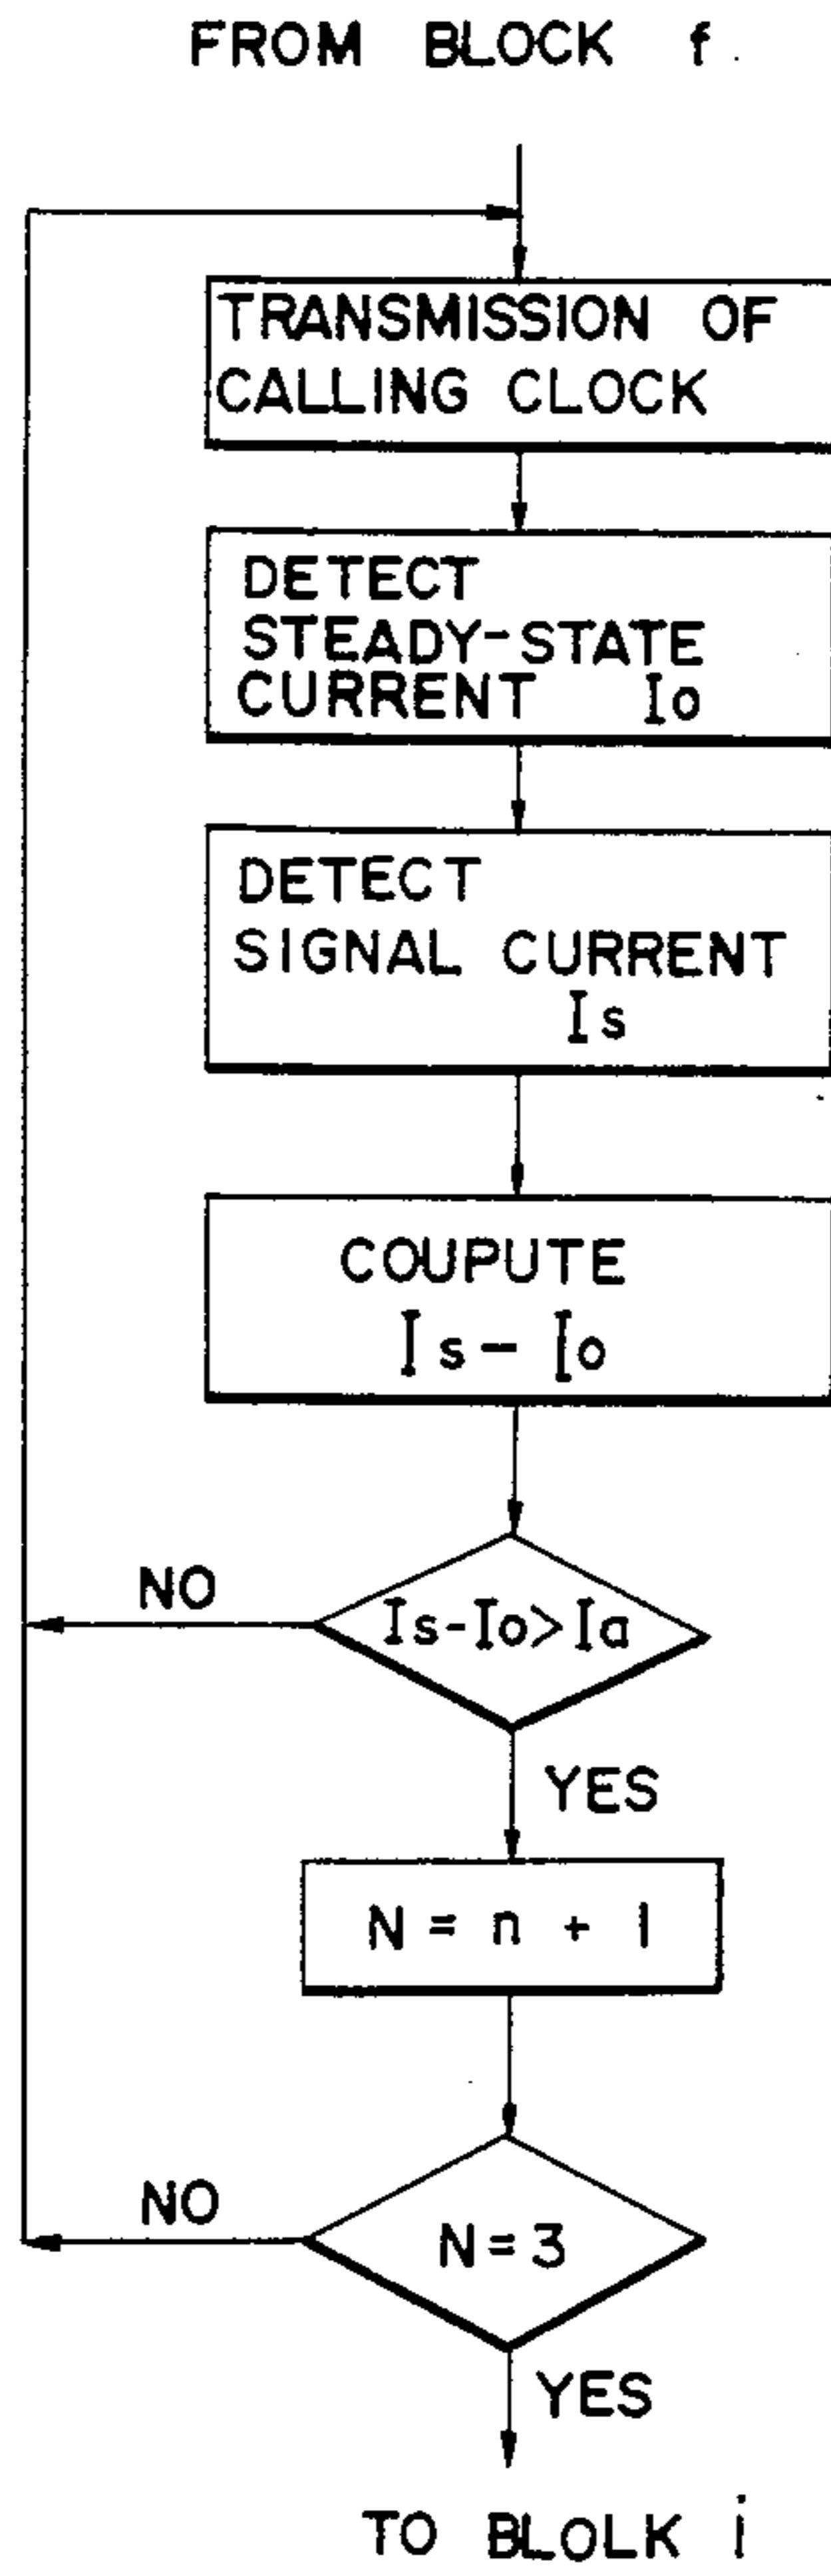 FROM BLOCK f
TRANSMISSION OF
CALLING CLOCK
DETECT
STEADY-STATE
CURRENT Io
DETECT
SIGNAL CURRENT
Is
COUPUTE
Is - Io
NO
Is-Io>Ia
YES
N = n + 1
NO
N=3
YES
TO BLOLK i